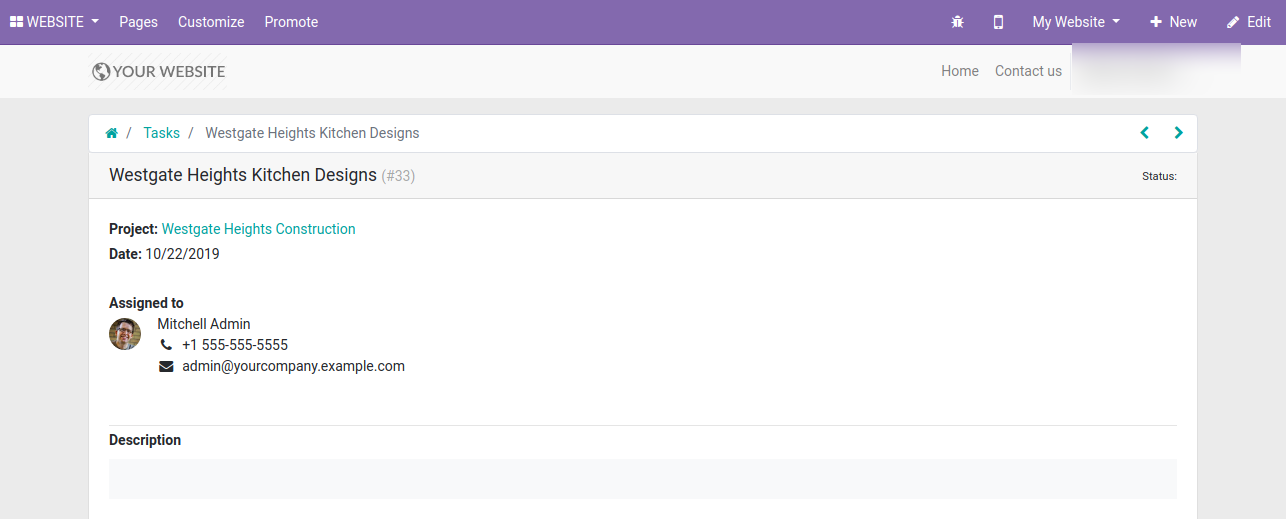 WEBSITE Pages Customize Promote My Website New Edit
YOUR WEBSITE Home Contact us
/ Tasks / Westgate Heights Kitchen Designs
Westgate Heights Kitchen Designs (#33) Status:
Project: Westgate Heights Construction
Date: 10/22/2019
Assigned to
Mitchell Admin
+1 555-555-5555
admin@yourcompany.example.com
Description